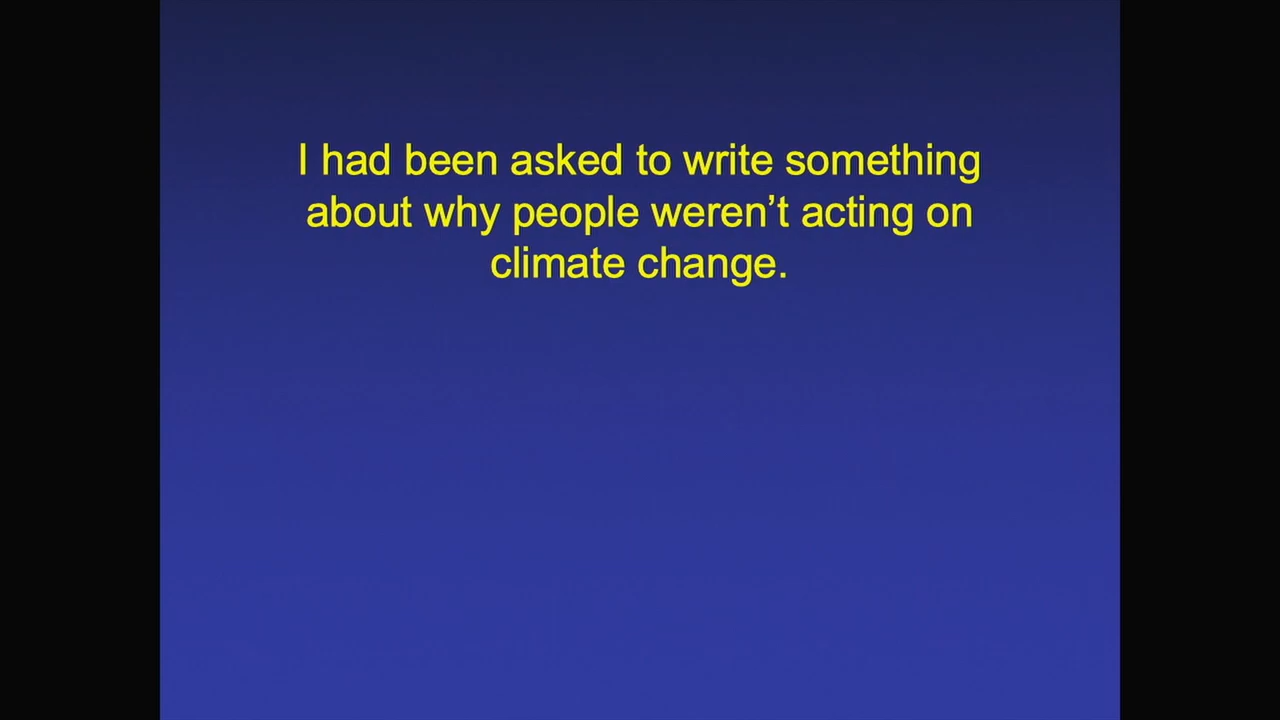 I had been asked to write something
about why people weren’t acting on
climate change.